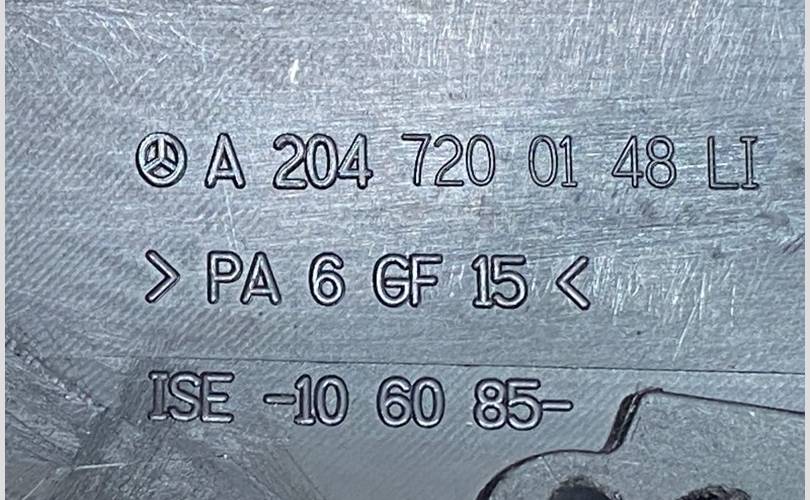 A 204 720 01 48 LI
> PA 6 GF 15 <
ISE -10 60 85-